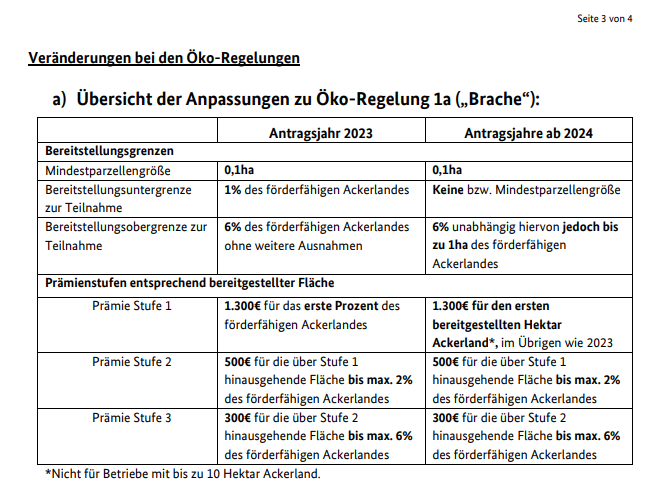 Seite 3 von 4
Veränderungen bei den Öko-Regelungen
a) Übersicht der Anpassungen zu Öko-Regelung 1a („Brache“):
Antragsjahr 2023 Antragsjahre ab 2024
Bereitstellungsgrenzen
Mindestparzellengröße 0,1ha 0,1ha
Bereitstellungsuntergrenze 1% des förderfähigen Ackerlandes Keine bzw. Mindestparzellengröße
zur Teilnahme
Bereitstellungsobergrenze zur 6% des förderfähigen Ackerlandes 6% unabhängig hiervon jedoch bis
Teilnahme ohne weitere Ausnahmen zu 1ha des förderfähigen
Ackerlandes
Prämienstufen entsprechend bereitgestellter Fläche
Prämie Stufe 1 1.300€ für das erste Prozent des 1.300€ für den ersten
förderfähigen Ackerlandes bereitgestellten Hektar
Ackerland*, im Übrigen wie 2023
Prämie Stufe 2 500€ für die über Stufe 1 500€ für die über Stufe 1
hinausgehende Fläche bis max. 2% hinausgehende Fläche bis max. 2%
des förderfähigen Ackerlandes des förderfähigen Ackerlandes
Prämie Stufe 3 300€ für die über Stufe 2 300€ für die über Stufe 2
hinausgehende Fläche bis max. 6% hinausgehende Fläche bis max. 6%
des förderfähigen Ackerlandes des förderfähigen Ackerlandes
*Nicht für Betriebe mit bis zu 10 Hektar Ackerland.